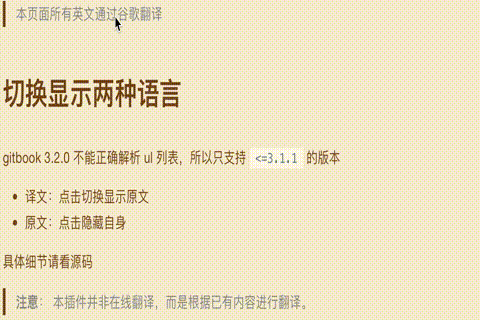 本页面所有英文通过谷歌翻译
切换显示两种语言
gitbook 3.2.0 不能正确解析 ul 列表，所以只支持 <=3.1.1 的版本
译文：点击切换显示原文
原文：点击隐藏自身
具体细节请看源码
注意： 本插件并非在线翻译，而是根据已有内容进行翻译。